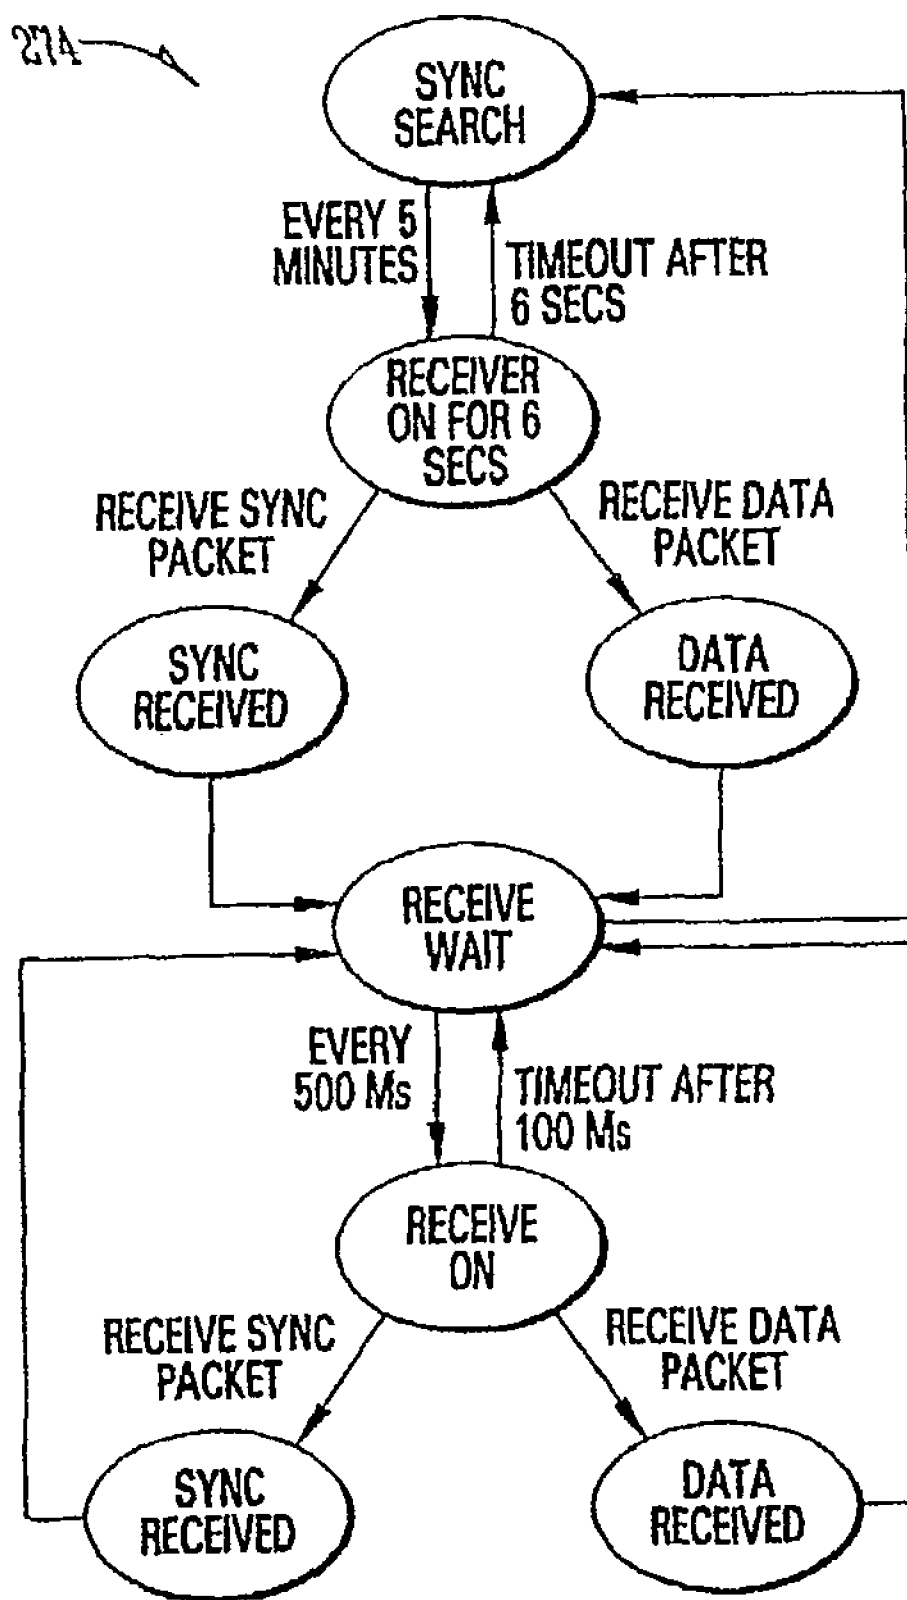 274
SYNC
SEARCH
EVERY 5
MINUTES
TIMEOUT AFTER
6 SECS
RECEIVER
ON FOR 6
SECS
RECEIVE SYNC
PACKET
RECEIVE DATA
PACKET
SYNC
RECEIVED
DATA
RECEIVED
RECEIVE
WAIT
EVERY
500 Ms
TIMEOUT AFTER
100 Ms
RECEIVE
ON
RECEIVE SYNC
PACKET
RECEIVE DATA
PACKET
SYNC
RECEIVED
DATA
RECEIVED